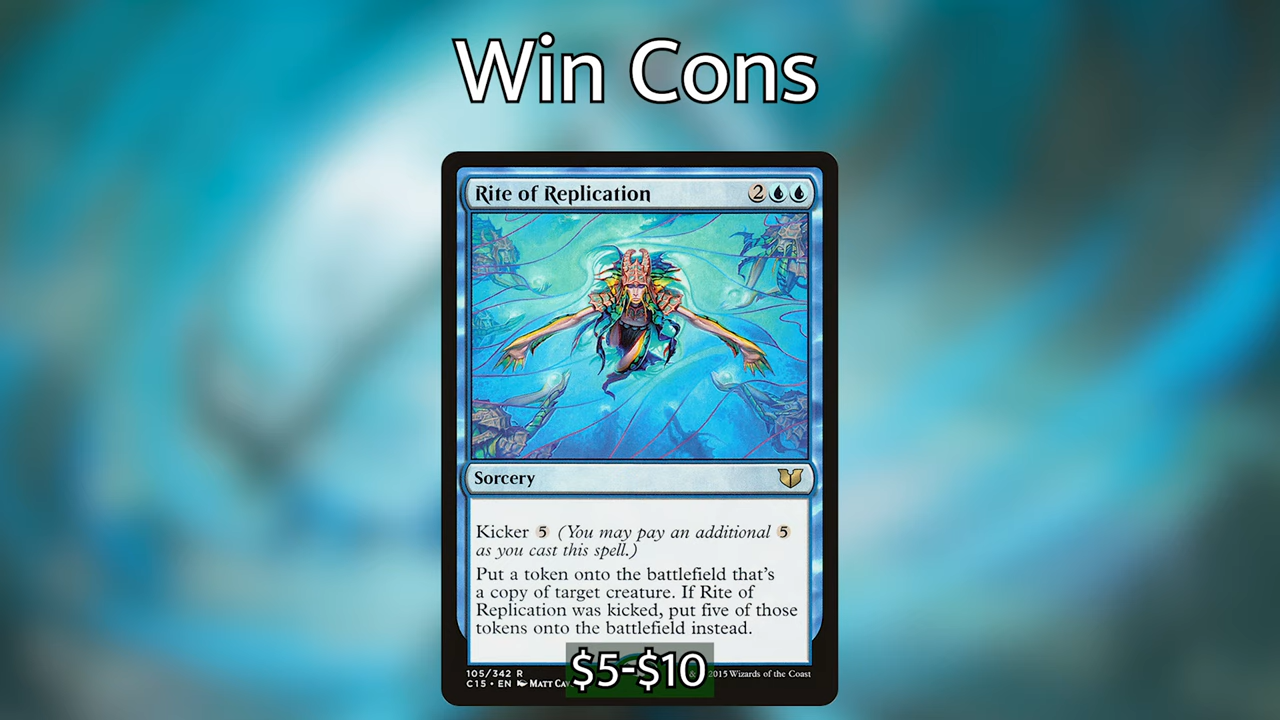 Win Cons
Rite of Replication 2
Sorcery
Kicker 5 (You may pay an additional 5
as you cast this spell.)
Put a token onto the battlefield that's
a copy of target creature. If Rite of
Replication was kicked, put five of those
tokens onto the battlefield instead.
$5-$10
105/342 R
& © 2015 Wizards of the Coast
C15 • EN MATT